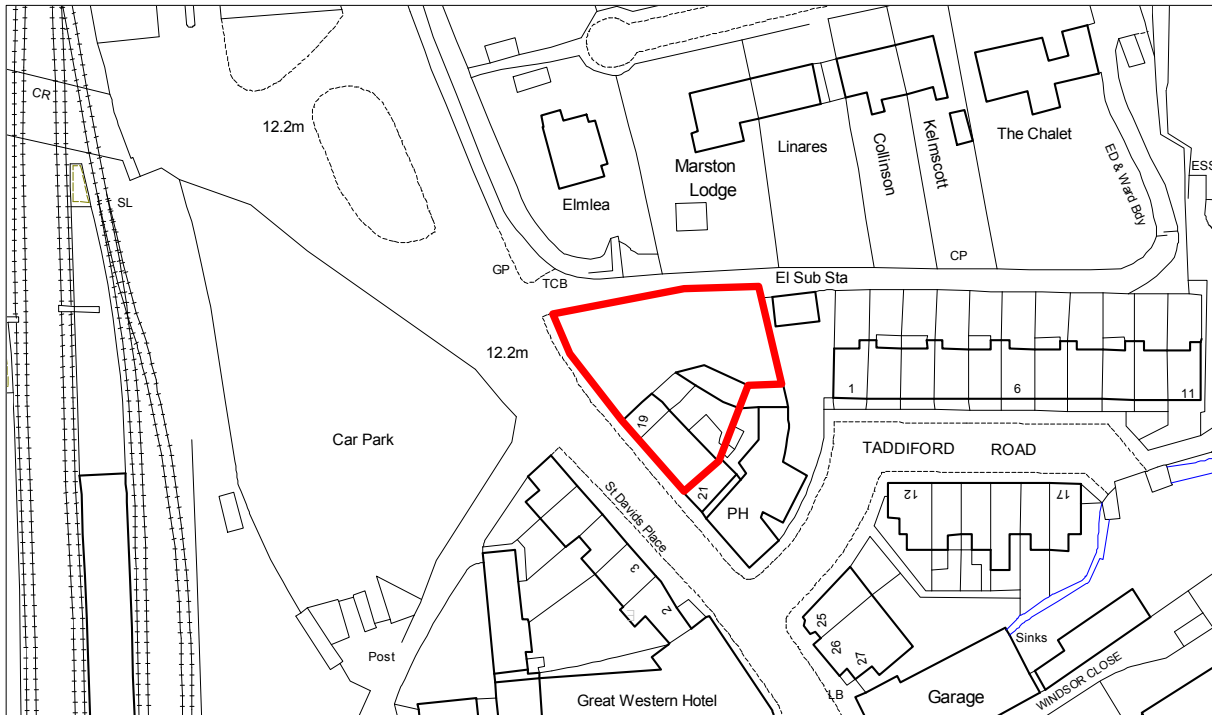 CR
12.2m
SL
Elmlea
Marston
Lodge
Linares
Collinson
Kelmscott
The Chalet
ED & Ward Bdy
ESS
GP
TCB
CP
El Sub Sta
12.2m
Car Park
19
21
PH
1
6
11
TADDIFORD ROAD
St Davids Place
3
2
12
17
25
26
27
LB
Post
Great Western Hotel
Sinks
Garage
WINDSOR CLOSE